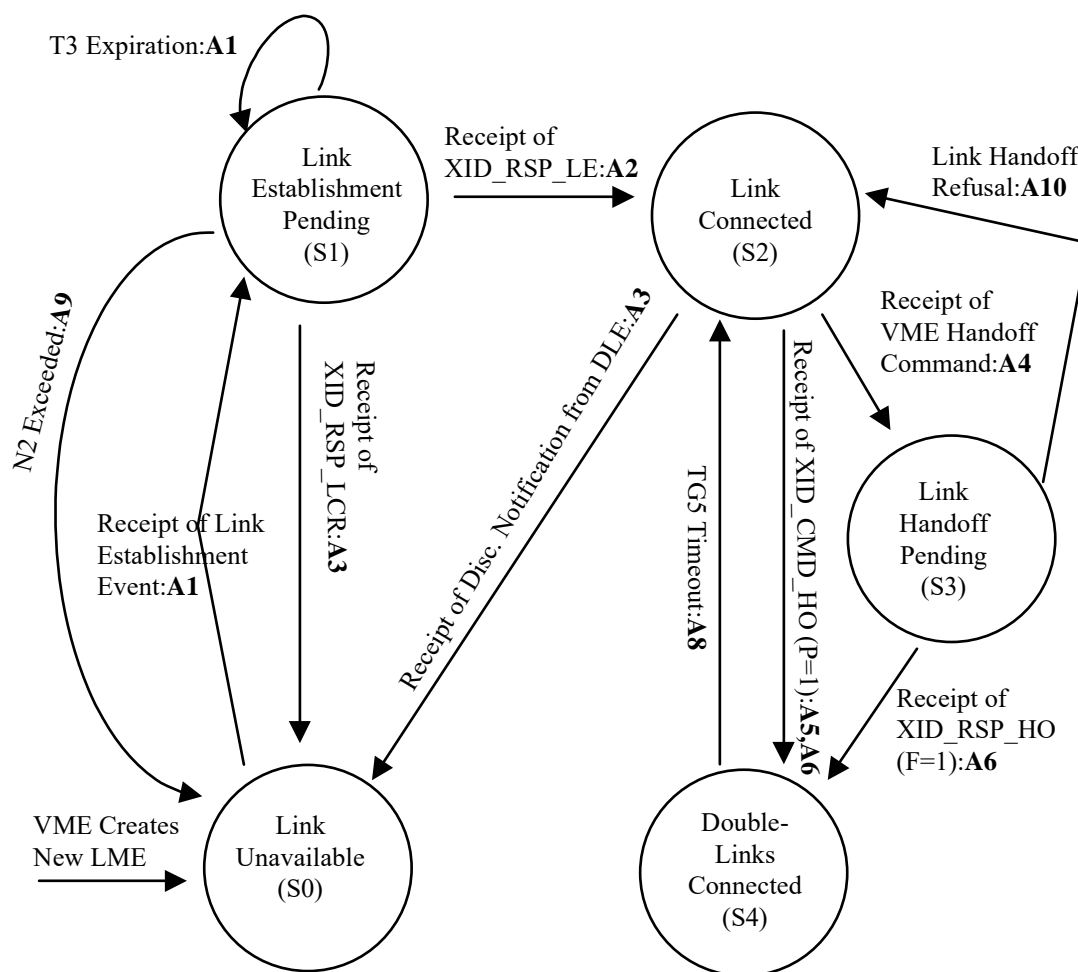 T3 Expiration:A1
Link
Establishment
Pending
(S1)
Receipt of
XID_RSP_LE:A2
Link
Connected
(S2)
Link Handoff
Refusal:A10
N2 Exceeded:A9
Receipt of
XID_RSP_LCR:A3
Receipt of Disc. Notification from DLE:A3
Receipt of XID_CMD_HO (P=1):A5,A6
Receipt of
VME Handoff
Command:A4
TG5 Timeout:A8
Receipt of Link
Establishment
Event:A1
Link
Handoff
Pending
(S3)
Receipt of
XID_RSP_HO
(F=1):A6
VME Creates
New LME
Link
Unavailable
(S0)
Double-
Links
Connected
(S4)